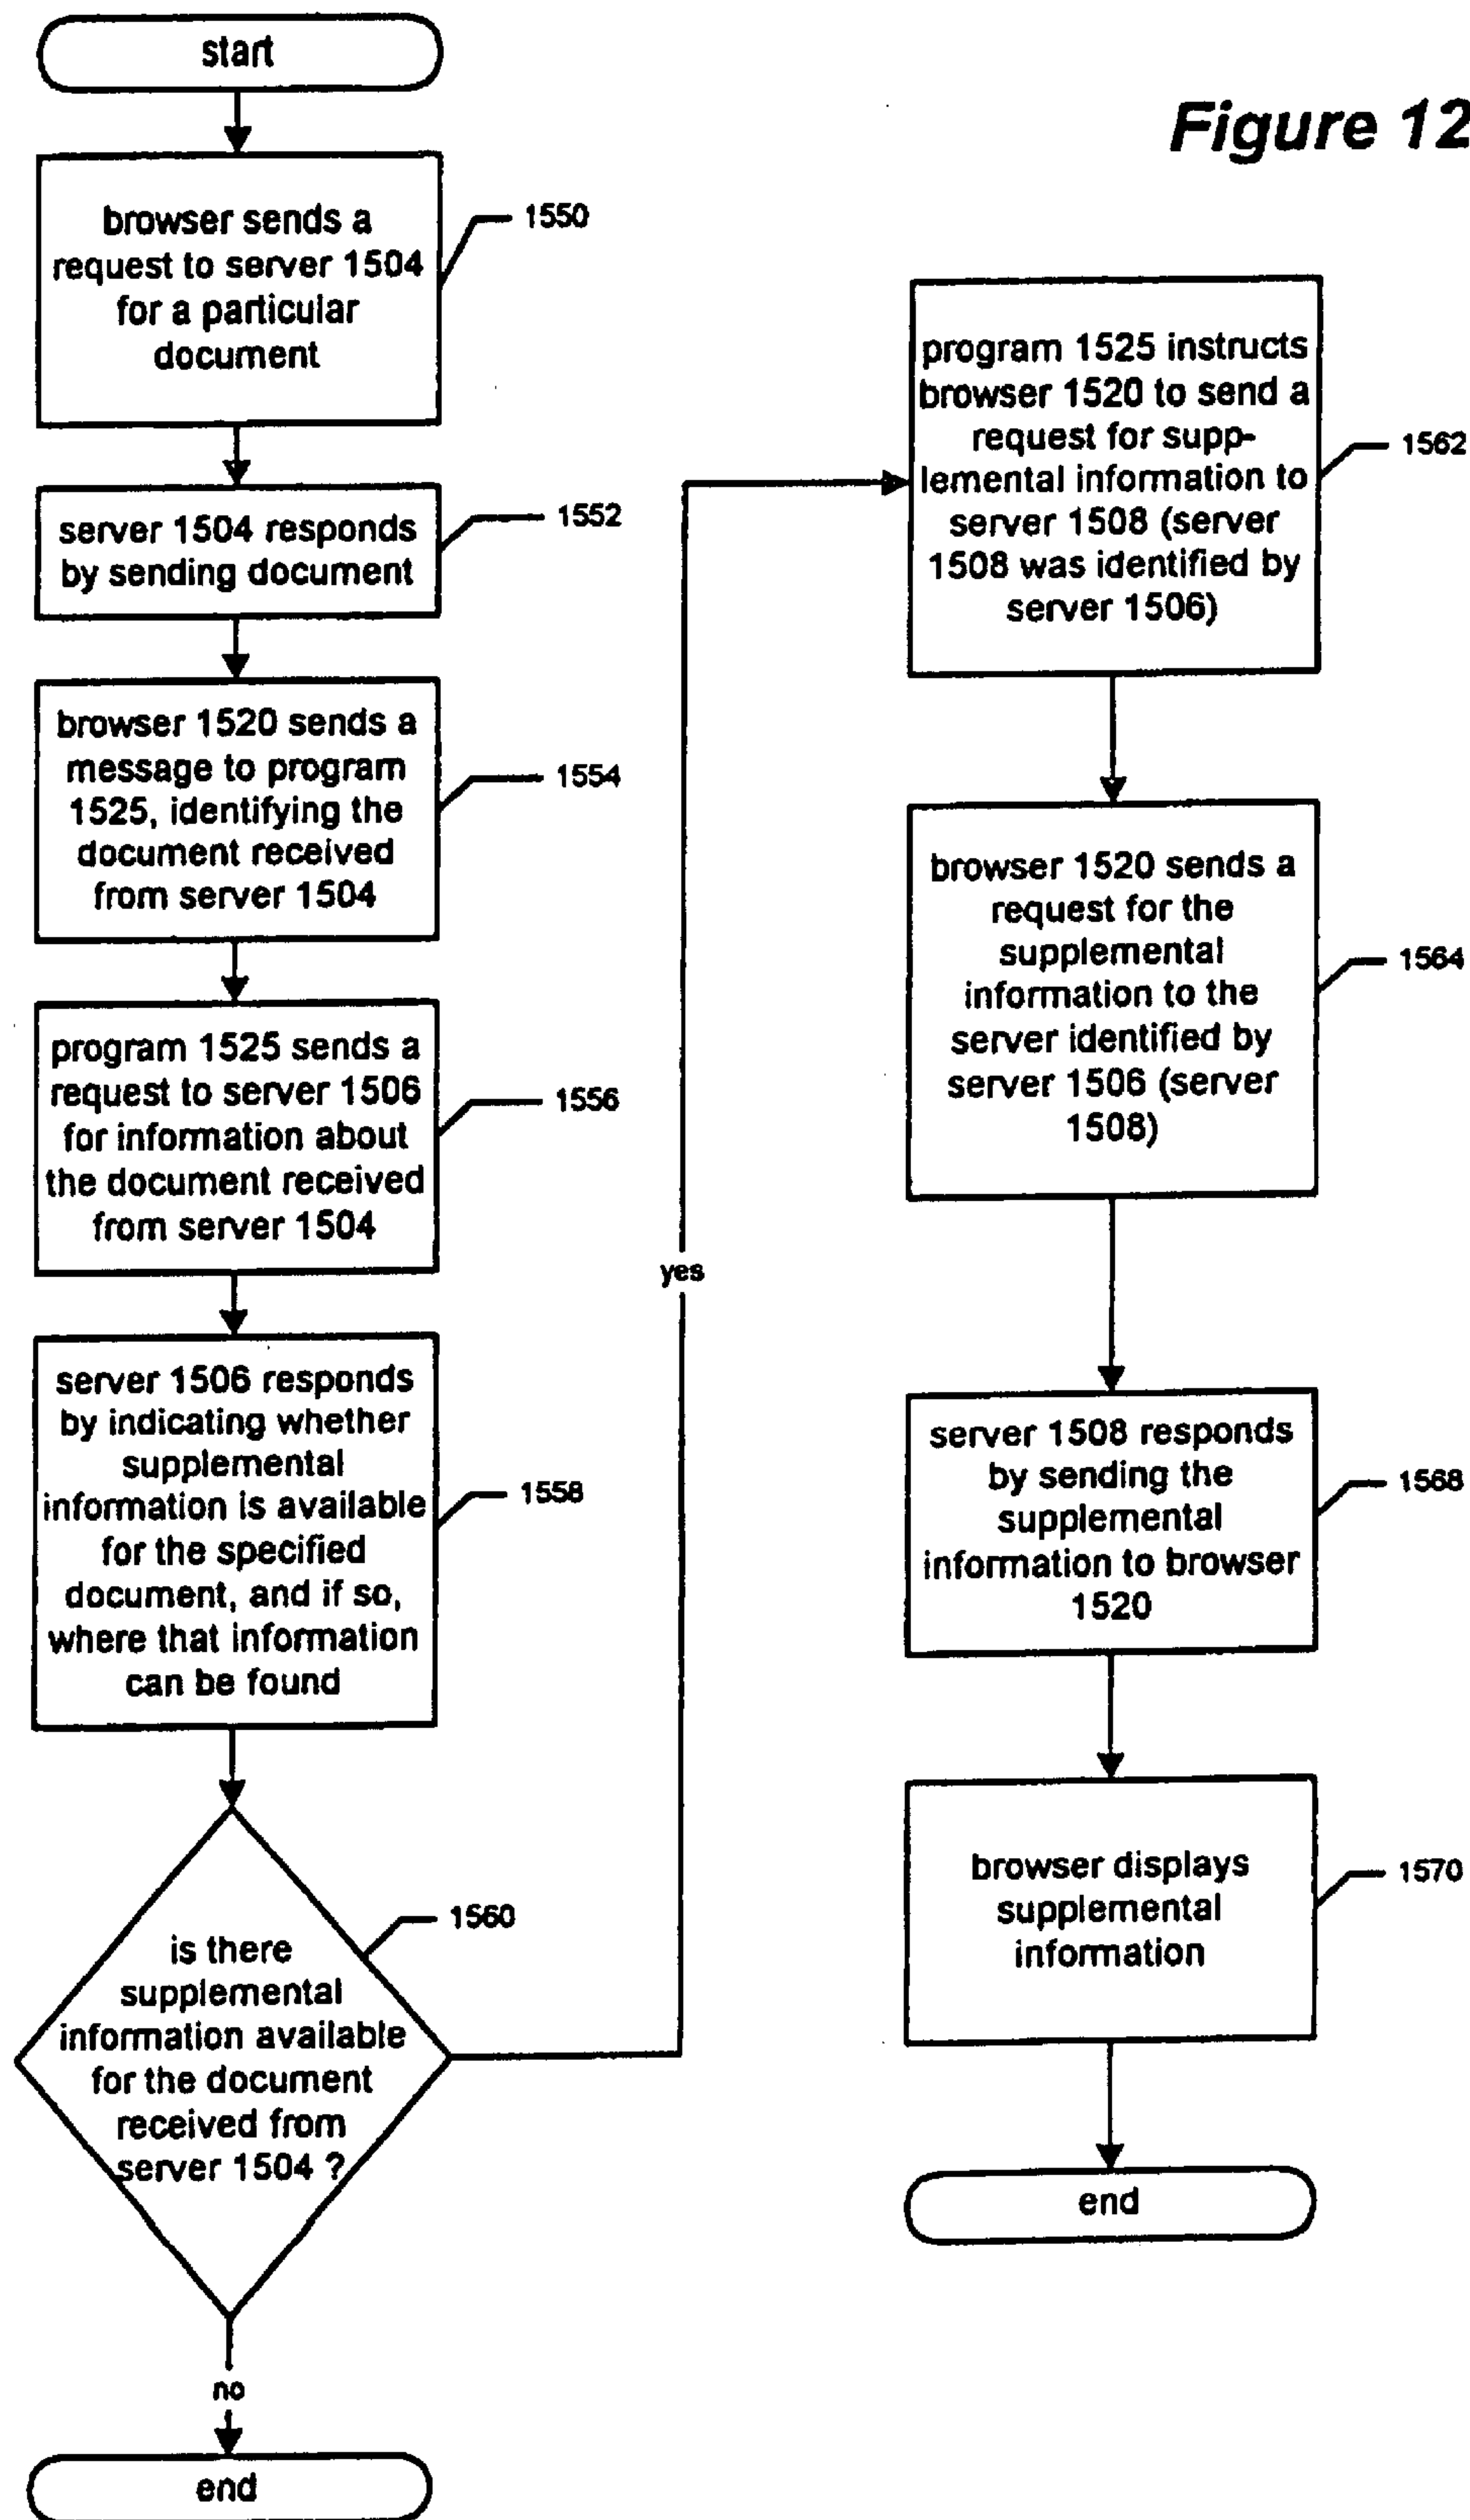 Figure 12
start
browser sends a
request to server 1504
for a particular
document
1550
server 1504 responds
by sending document
1552
browser 1520 sends a
message to program
1525, identifying the
document received
from server 1504
1554
program 1525 sends a
request to server 1506
for information about
the document received
from server 1504
1556
server 1506 responds
by indicating whether
supplemental
information is available
for the specified
document, and if so,
where that information
can be found
1558
is there
supplemental
information available
for the document
received from
server 1504 ?
1560
no
end
yes
program 1525 instructs
browser 1520 to send a
request for supp-
lemental information to
server 1508 (server
1508 was identified by
server 1506)
1562
browser 1520 sends a
request for the
supplemental
information to the
server identified by
server 1506 (server
1508)
1564
server 1508 responds
by sending the
supplemental
information to browser
1520
1568
browser displays
supplemental
information
1570
end